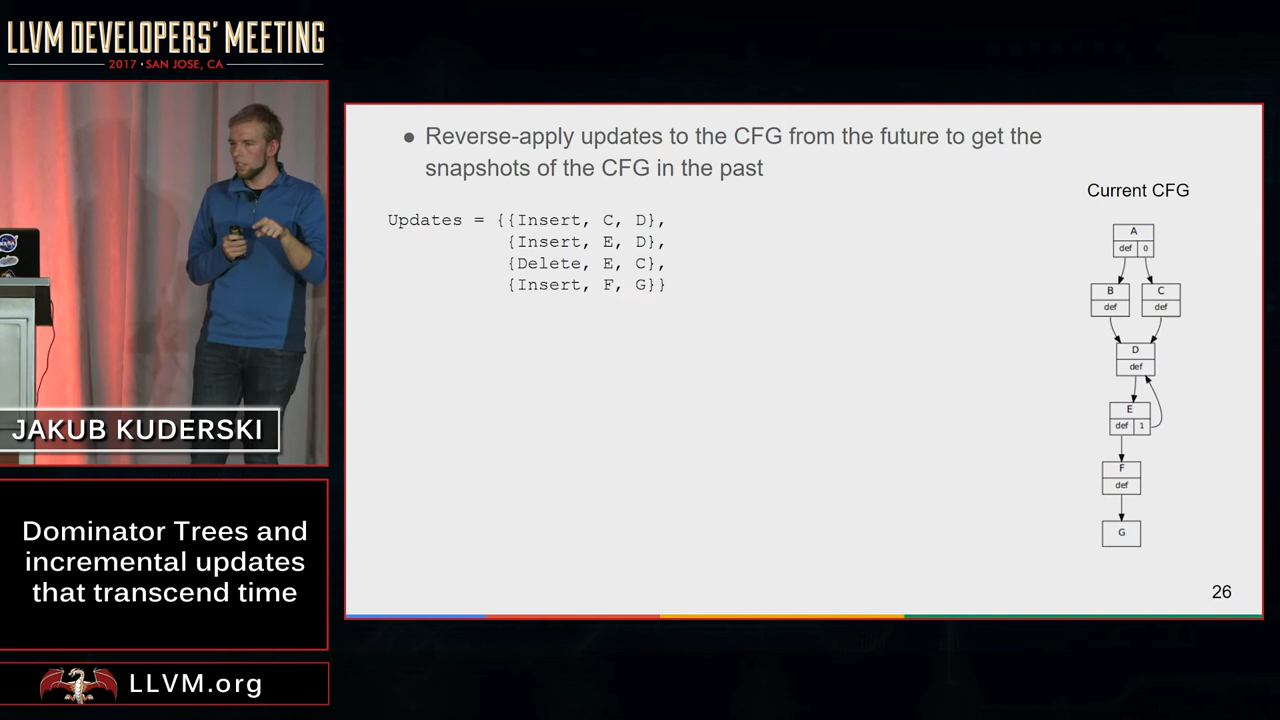 LLVM DEVELOPERS' MEETING
2017 · SAN JOSE, CA
JAKUB KUDERSKI
Dominator Trees and
incremental updates
that transcend time
LLVM.org
● Reverse-apply updates to the CFG from the future to get the
snapshots of the CFG in the past
Updates = {{Insert, C, D},
{Insert, E, D},
{Delete, E, C},
{Insert, F, G}}
Current CFG
A
def 0
B C
def def
D
def
E
def 1
F
def
G
26